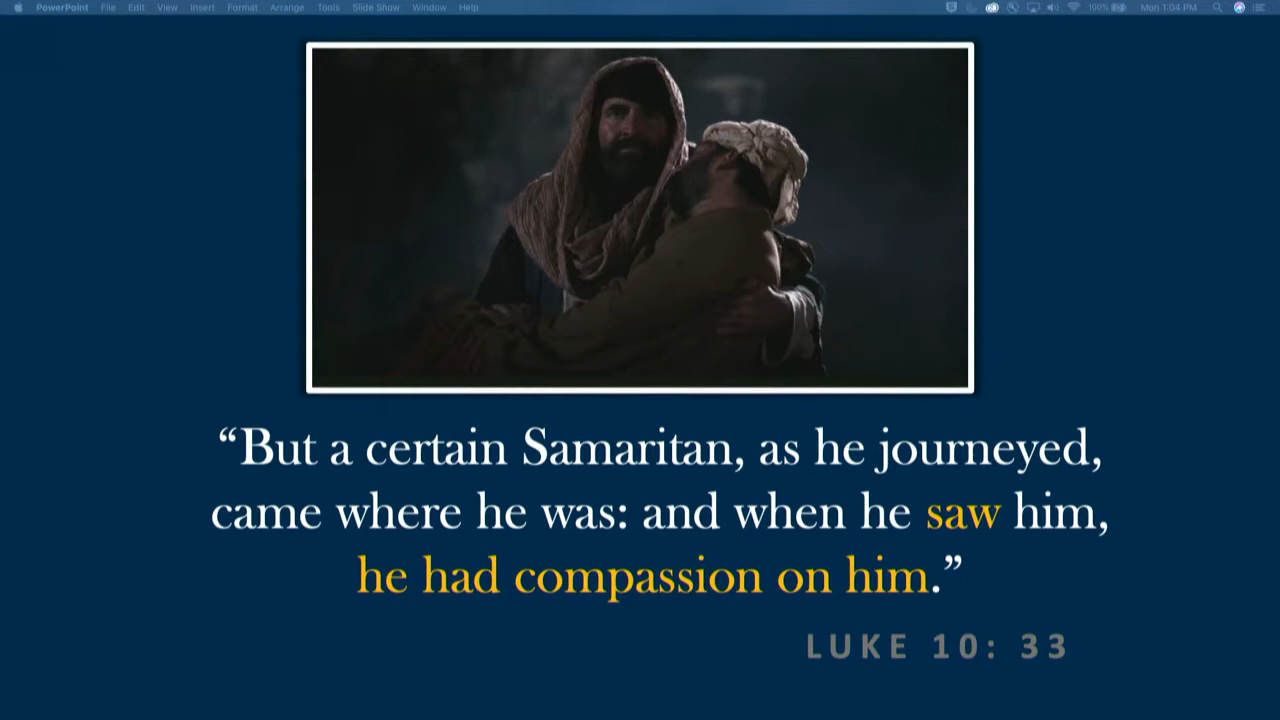 PowerPoint File Edit View Insert Format Arrange Tools Slide Show Window Help 100% Mon 1:04 PM
“But a certain Samaritan, as he journeyed,
came where he was: and when he saw him,
he had compassion on him.”
LUKE 10: 33